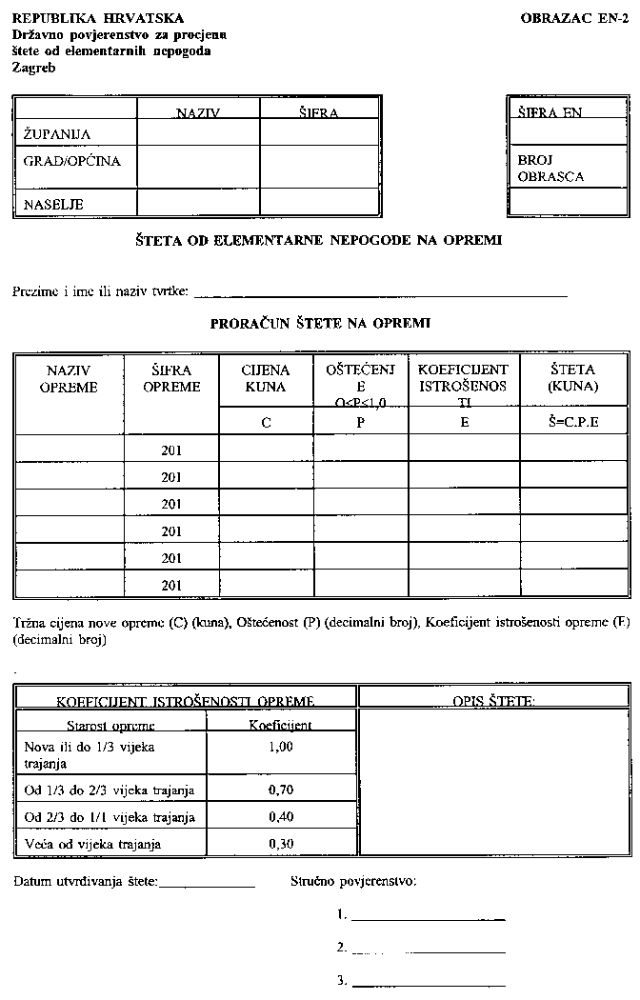 REPUBLIKA HRVATSKA
OBRAZAC EN-2
Državno povjerenstvo za procjenu
štete od elementarnih nepogoda
Zagreb
NAZIV ŠIFRA
ŽUPANIJA
GRAD/OPĆINA
NASELJE
ŠIFRA EN
BROJ
OBRASCA
ŠTETA OD ELEMENTARNE NEPOGODE NA OPREMI
Prezime i ime ili naziv tvrtke:
PRORAČUN ŠTETE NA OPREMI
NAZIV OPREME
ŠIFRA OPREME
CIJENA KUNA
OŠTEĆENJ
E
O<P<1,0
KOEFICIJENT
ISTROŠENOS
TI
ŠTETA
(KUNA)
C P E Š=C.P.E
201
201
201
201
201
201
Tržna cijena nove opreme (C) (kuna), Oštećenost (P) (decimalni broj), Koeficijent istrošenosti opreme (E)
(decimalni broj)
KOEFICIJENT ISTROŠENOSTI OPREME
OPIS ŠTETE:
Starost opreme Koeficijent
Nova ili do 1/3 vijeka trajanja 1,00
Od 1/3 do 2/3 vijeka trajanja 0,70
Od 2/3 do 1/1 vijeka trajanja 0,40
Veća od vijeka trajanja 0,30
Datum utvrđivanja štete:
Stručno povjerenstvo:
1.
2.
3.